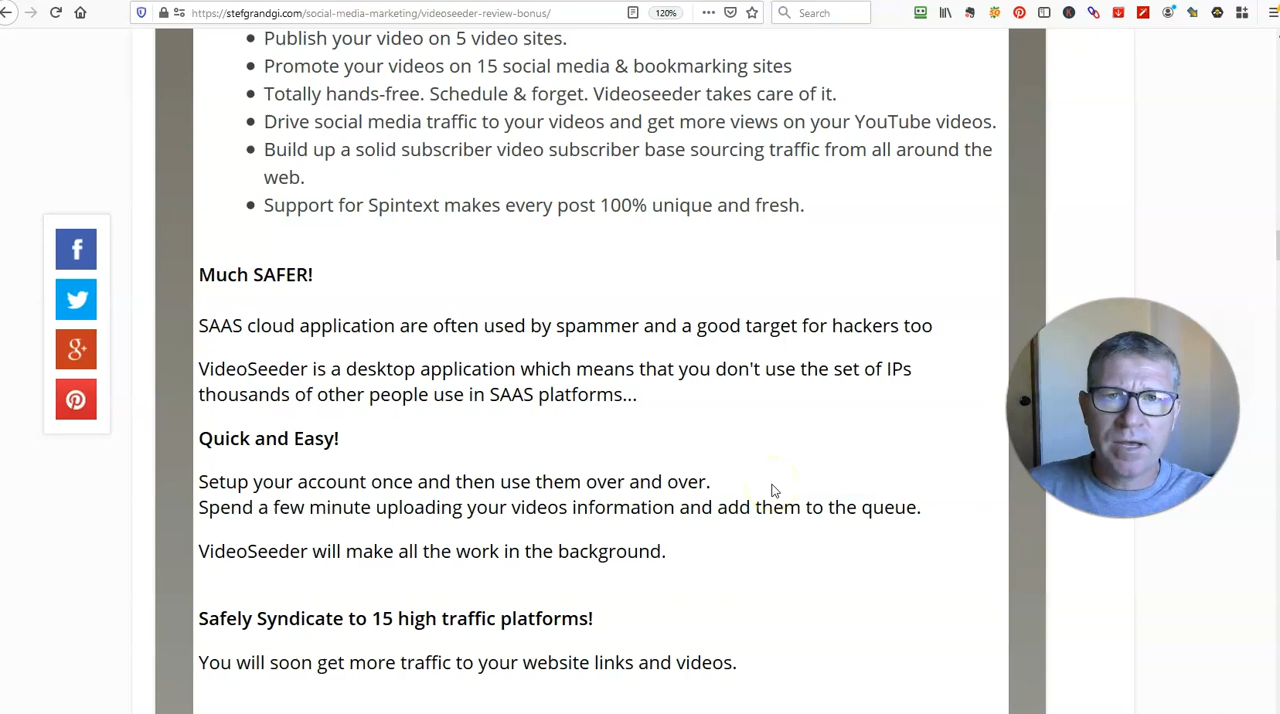 https://stefgrandgi.com/social-media-marketing/videoseeder-review-bonus/
120%
Search
Publish your video on 5 video sites.
Promote your videos on 15 social media & bookmarking sites
Totally hands-free. Schedule & forget. Videoseeder takes care of it.
Drive social media traffic to your videos and get more views on your YouTube videos.
Build up a solid subscriber video subscriber base sourcing traffic from all around the
web.
Support for Spintext makes every post 100% unique and fresh.
Much SAFER!
SAAS cloud application are often used by spammer and a good target for hackers too
VideoSeeder is a desktop application which means that you don't use the set of IPs
thousands of other people use in SAAS platforms...
Quick and Easy!
Setup your account once and then use them over and over.
Spend a few minute uploading your videos information and add them to the queue.
VideoSeeder will make all the work in the background.
Safely Syndicate to 15 high traffic platforms!
You will soon get more traffic to your website links and videos.